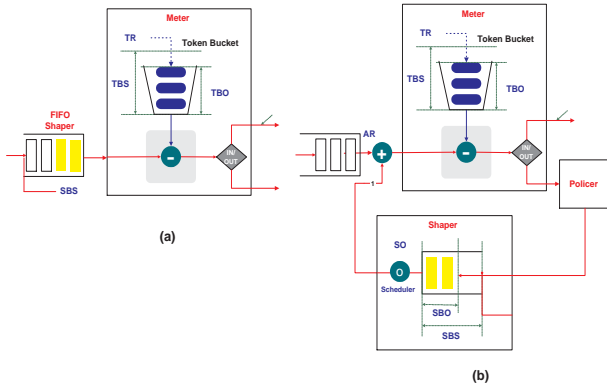 Meter
TR
Token Bucket
TBS
TBO
FIFO
Shaper
-
IN/
OUT
SBS
(a)
Meter
TR
Token Bucket
TBS
TBO
AR
+
-
IN/
OUT
1
Policer
Shaper
SO
O
Scheduler
SBO
SBS
(b)